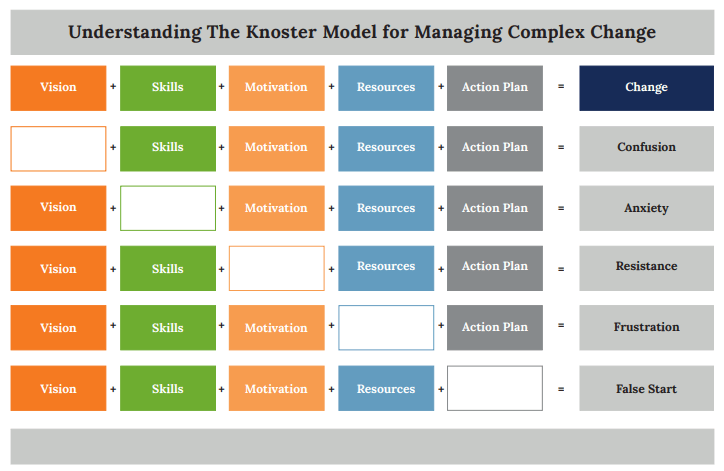 Understanding The Knoster Model for Managing Complex Change
Vision + Skills + Motivation + Resources + Action Plan = Change
+ Skills + Motivation + Resources + Action Plan = Confusion
Vision + + Motivation + Resources + Action Plan = Anxiety
Vision + Skills + + Resources + Action Plan = Resistance
Vision + Skills + Motivation + + Action Plan = Frustration
Vision + Skills + Motivation + Resources + = False Start